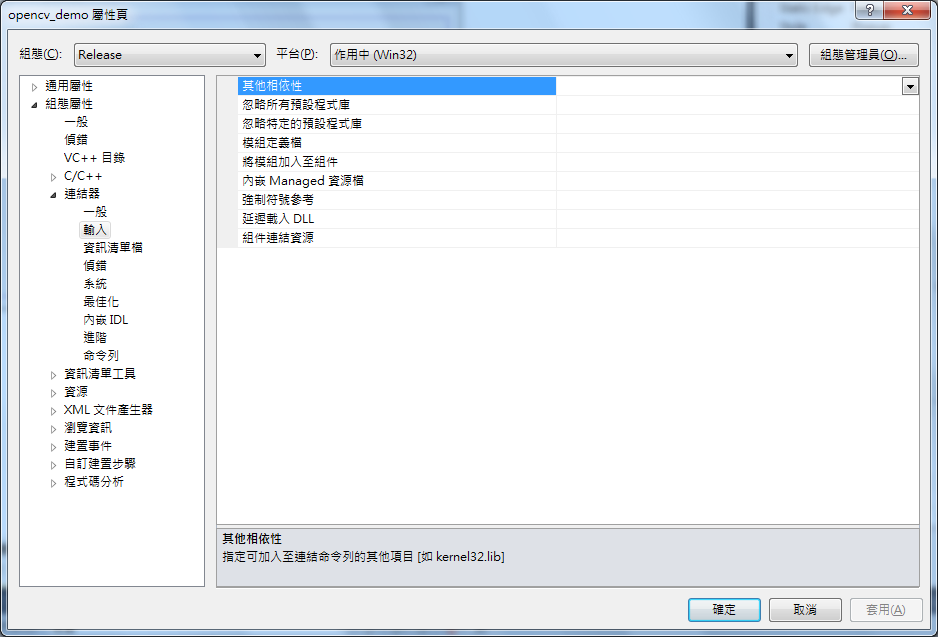 opencv_demo 屬性頁
組態(C): Release 平台(P): 作用中 (Win32) 組態管理員(O)...
通用屬性
組態屬性
一般
偵錯
VC++ 目錄
C/C++
連結器
一般
輸入
資訊清單檔
偵錯
系統
最佳化
內嵌 IDL
進階
命令列
資訊清單工具
資源
XML 文件產生器
瀏覽資訊
建置事件
自訂建置步驟
程式碼分析
其他相依性
忽略所有預設程式庫
忽略特定的預設程式庫
模組定義檔
將模組加入至組件
內嵌 Managed 資源檔
強制符號參考
延遲載入 DLL
組件連結資源
其他相依性
指定可加入至連結命令列的其他項目 [如 kernel32.lib]
確定 取消 套用(A)